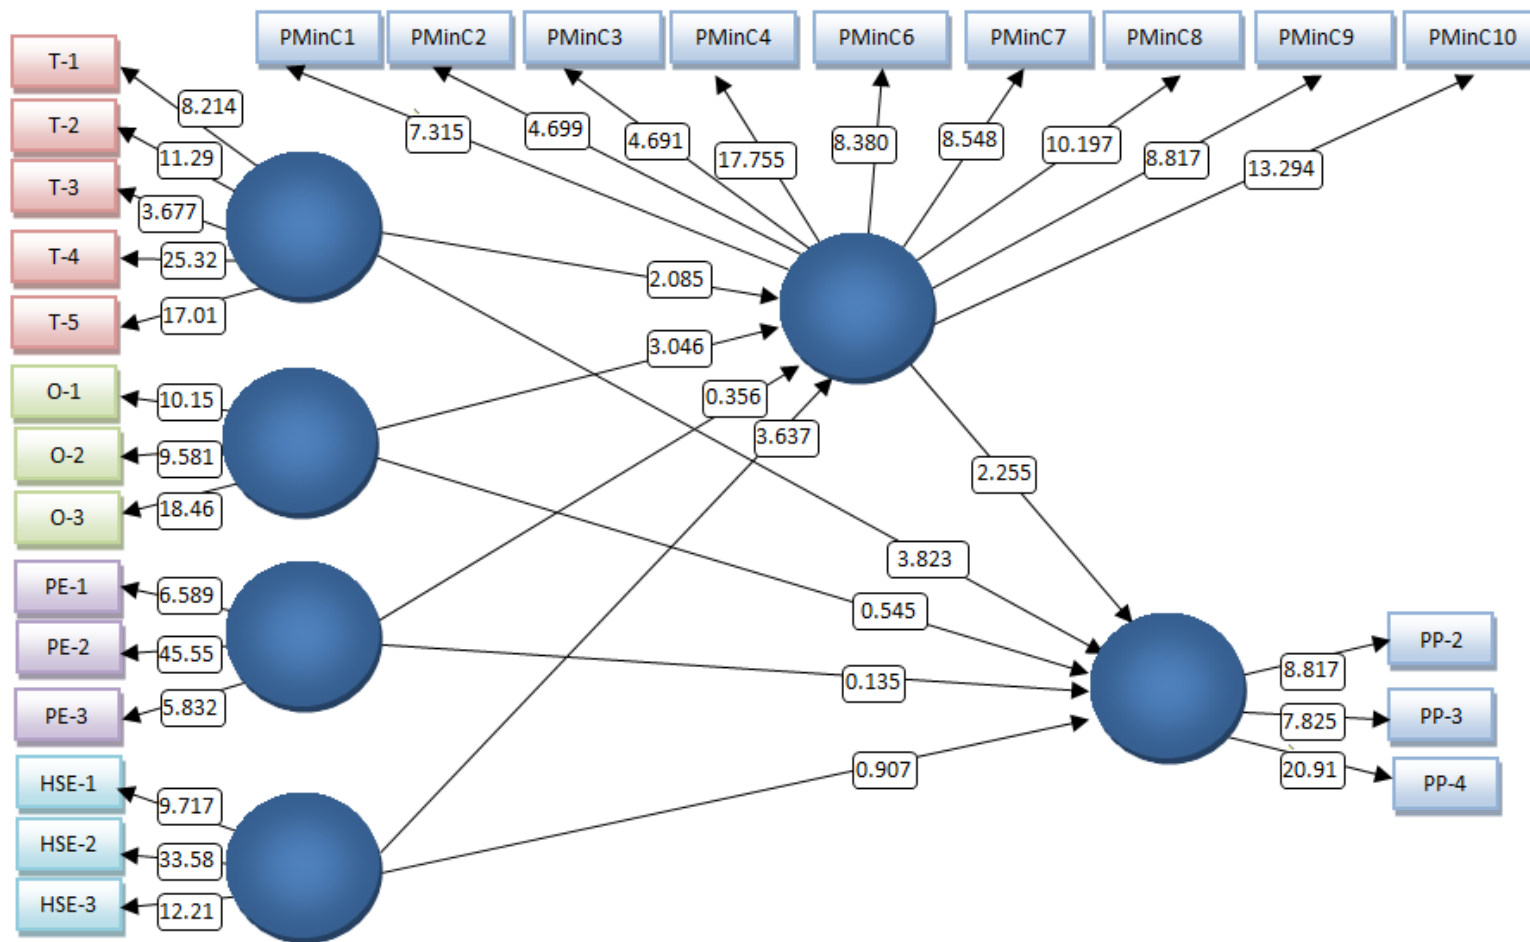 PMinC1 PMinC2 PMinC3 PMinC4 PMinC6 PMinC7 PMinC8 PMinC9 PMinC10
T-1
T-2
T-3
T-4
T-5
8.214
11.29
3.677
25.32
17.01
7.315
4.699
4.691
17.755
8.380
8.548
10.197
8.817
13.294
2.085
3.046
0.356
3.637
2.255
O-1
O-2
O-3
10.15
9.581
18.46
3.823
0.545
0.135
0.907
PE-1
PE-2
PE-3
6.589
45.55
5.832
HSE-1
HSE-2
HSE-3
9.717
33.58
12.21
8.817
7.825
20.91
PP-2
PP-3
PP-4